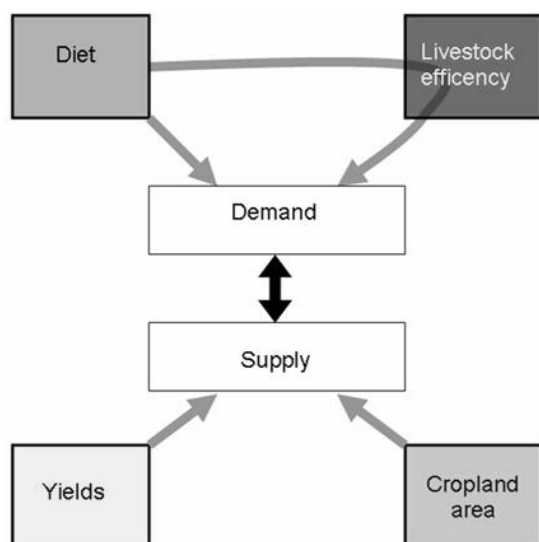 Diet
Livestock
efficency
Demand
Supply
Yields
Cropland
area